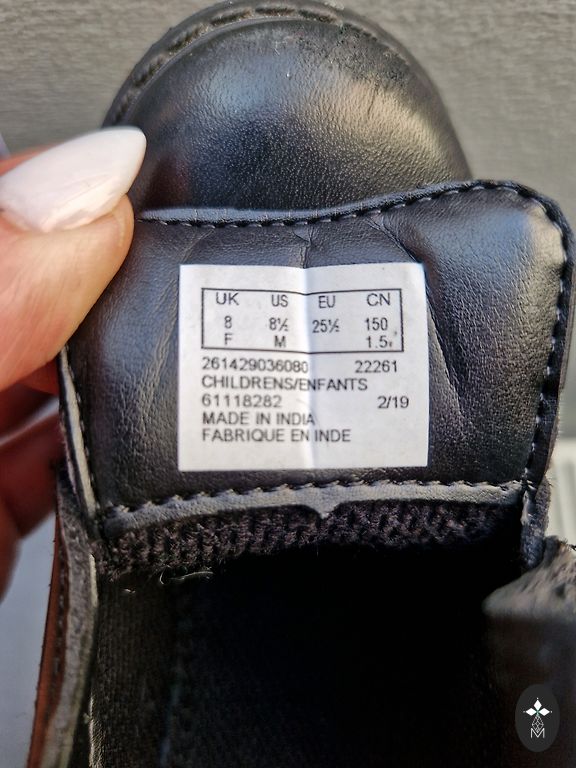 UK US EU CN
8 8½ 25½ 150
F M 1.5
261429036080 22261
CHILDRENS/ENFANTS
61118282 2/19
MADE IN INDIA
FABRIQUE EN INDE
M